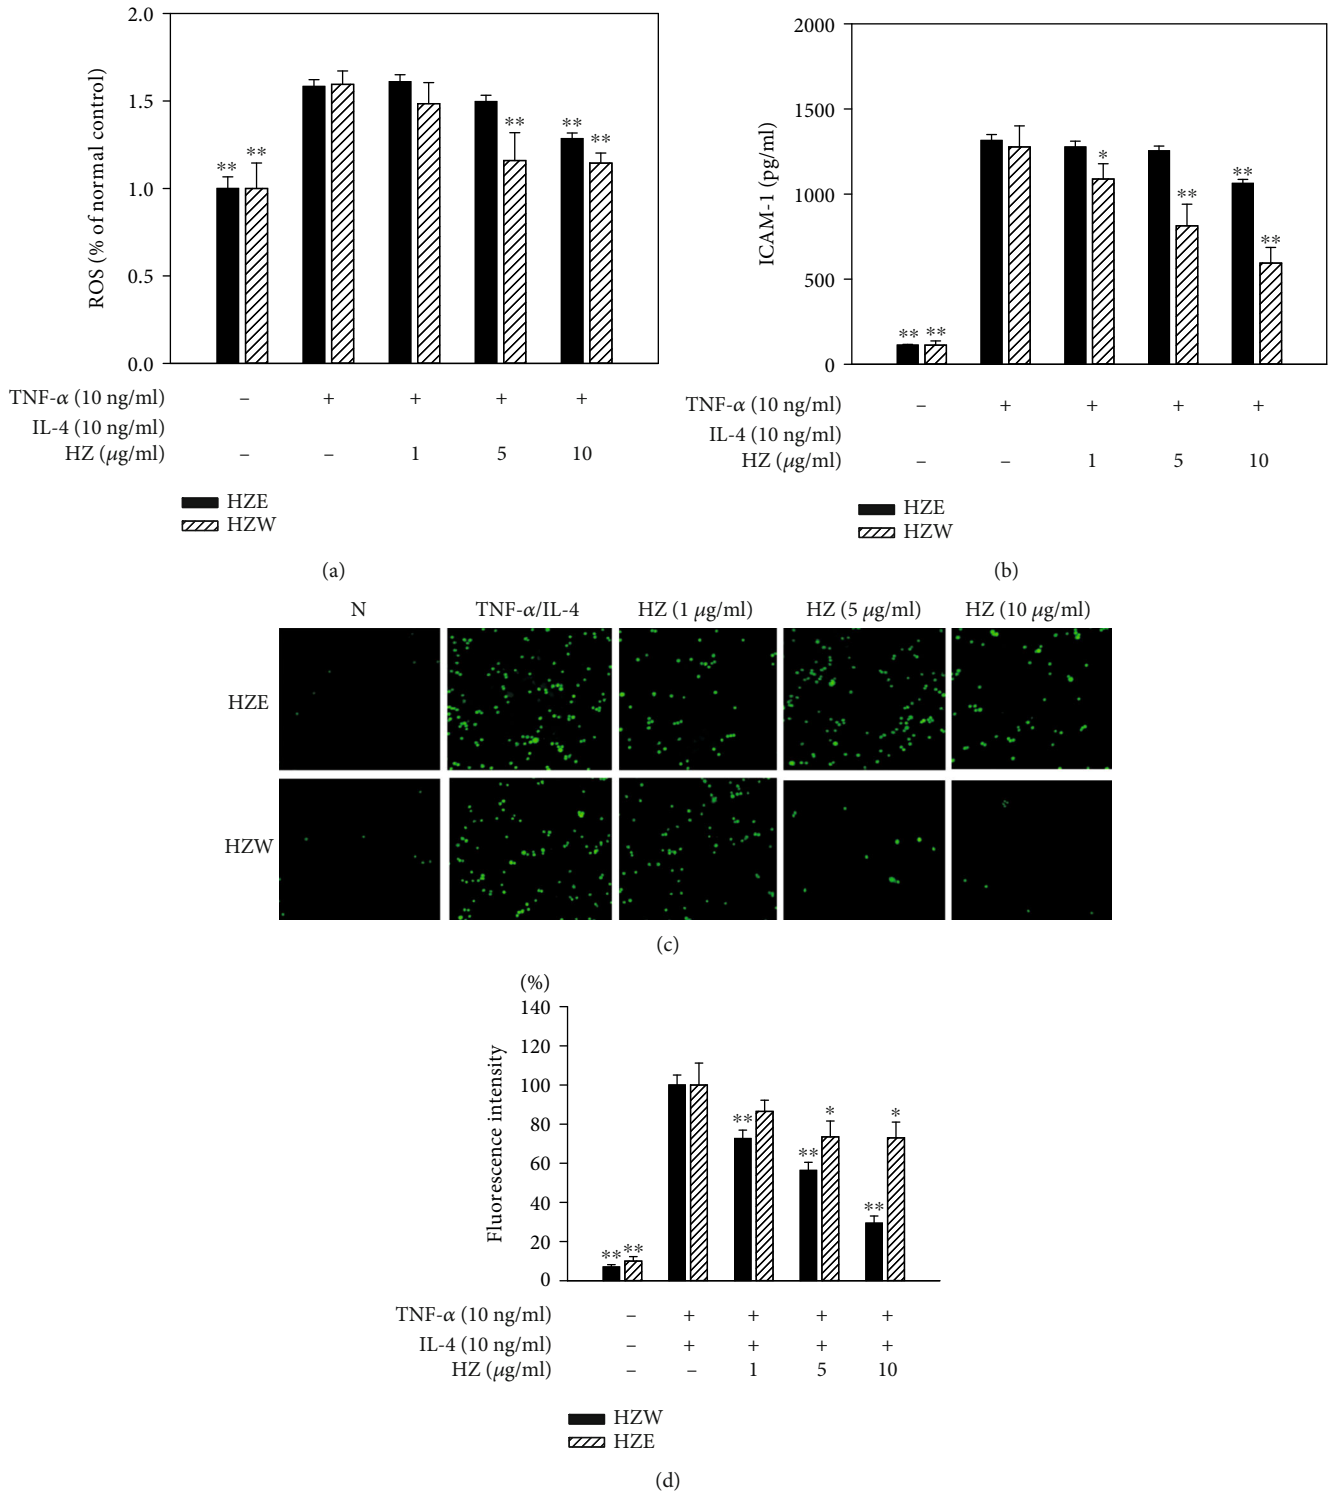 2.0
1.5
1.0
0.5
0.0
ROS (% of normal control)
** ** ** ** **
TNF-α (10 ng/ml) – + + + +
IL-4 (10 ng/ml)
HZ (μg/ml) – – 1 5 10
HZE
HZW
(a)
2000
1500
1000
500
0
ICAM-1 (pg/ml)
** ** * ** ** **
TNF-α (10 ng/ml) – + + + +
IL-4 (10 ng/ml)
HZ (μg/ml) – – 1 5 10
HZE
HZW
(b)
N TNF-α/IL-4 HZ (1 μg/ml) HZ (5 μg/ml) HZ (10 μg/ml)
HZE
HZW
(c)
(%)
140
120
100
80
60
40
20
0
Fluorescence intensity
** ** ** ** * ** *
TNF-α (10 ng/ml) – + + + +
IL-4 (10 ng/ml) – + + + +
HZ (μg/ml) – – 1 5 10
HZW
HZE
(d)